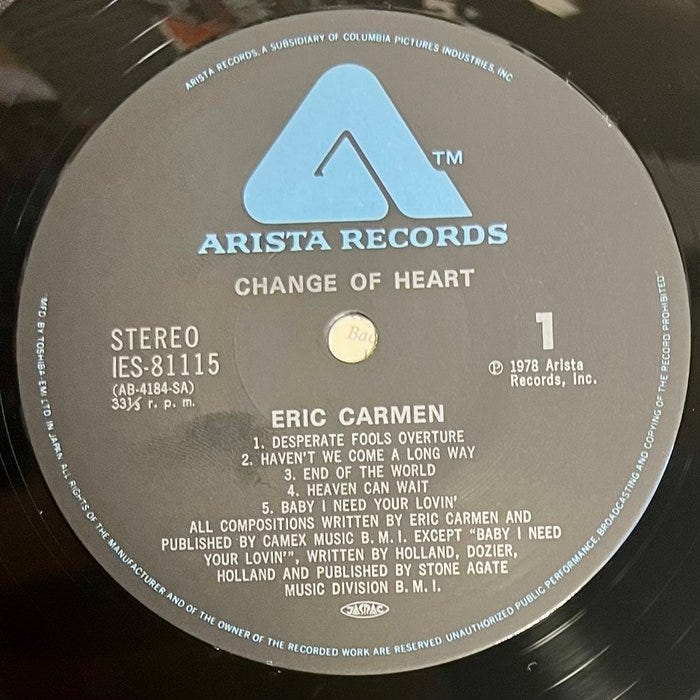 ARISTA RECORDS, A SUBSIDIARY OF COLUMBIA PICTURES INDUSTRIES, INC.
TM
ARISTA RECORDS
CHANGE OF HEART
STEREO
IES-81115
(AB-4184-SA)
33⅓ r. p. m.
1
Ⓟ 1978 Arista
Records, Inc.
ERIC CARMEN
1. DESPERATE FOOLS OVERTURE
2. HAVEN'T WE COME A LONG WAY
3. END OF THE WORLD
4. HEAVEN CAN WAIT
5. BABY I NEED YOUR LOVIN'
ALL COMPOSITIONS WRITTEN BY ERIC CARMEN AND
PUBLISHED BY CAMEX MUSIC B. M. I. EXCEPT "BABY I NEED
YOUR LOVIN'", WRITTEN BY HOLLAND, DOZIER,
HOLLAND AND PUBLISHED BY STONE AGATE
MUSIC DIVISION B. M. I.
JASRAC
MFD. BY TOSHIBA-EMI LTD. IN JAPAN. ALL RIGHTS OF THE MANUFACTURER AND OF THE OWNER OF THE RECORDED WORK ARE RESERVED. UNAUTHORIZED PUBLIC PERFORMANCE, BROADCASTING AND COPYING OF THE RECORD PROHIBITED.